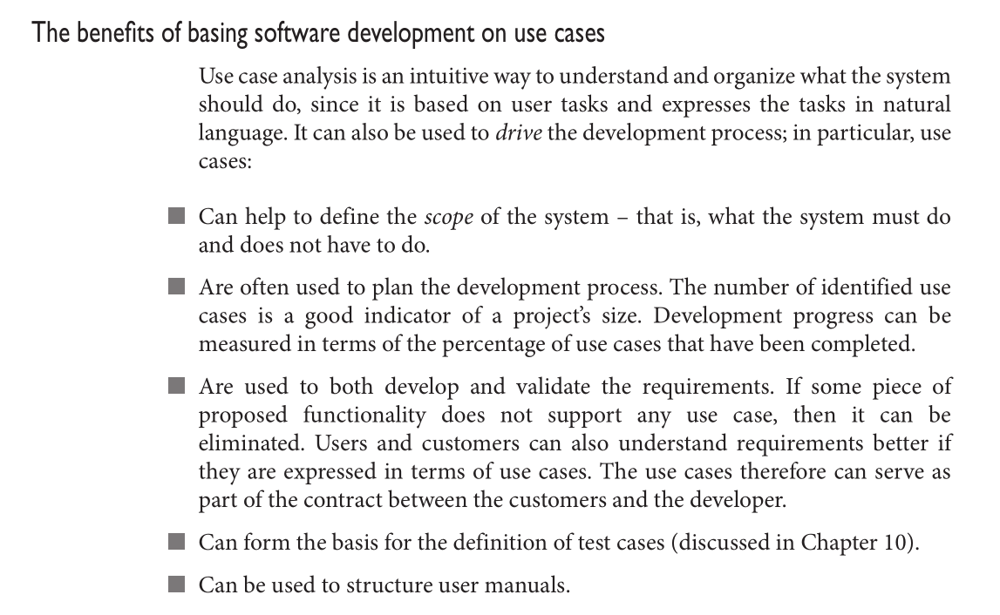 The benefits of basing software development on use cases
Use case analysis is an intuitive way to understand and organize what the system
should do, since it is based on user tasks and expresses the tasks in natural
language. It can also be used to drive the development process; in particular, use
cases:
■ Can help to define the scope of the system – that is, what the system must do
and does not have to do.
■ Are often used to plan the development process. The number of identified use
cases is a good indicator of a project’s size. Development progress can be
measured in terms of the percentage of use cases that have been completed.
■ Are used to both develop and validate the requirements. If some piece of
proposed functionality does not support any use case, then it can be
eliminated. Users and customers can also understand requirements better if
they are expressed in terms of use cases. The use cases therefore can serve as
part of the contract between the customers and the developer.
■ Can form the basis for the definition of test cases (discussed in Chapter 10).
■ Can be used to structure user manuals.